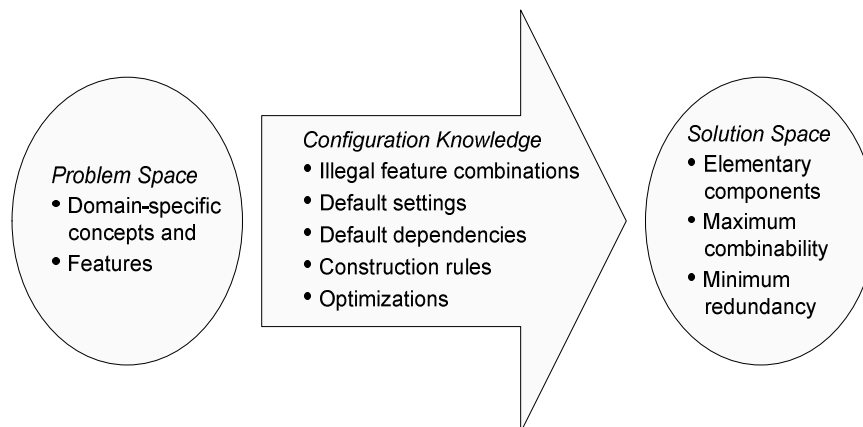 Problem Space
• Domain-specific
concepts and
• Features
Configuration Knowledge
• Illegal feature combinations
• Default settings
• Default dependencies
• Construction rules
• Optimizations
Solution Space
• Elementary
components
• Maximum
combinability
• Minimum
redundancy